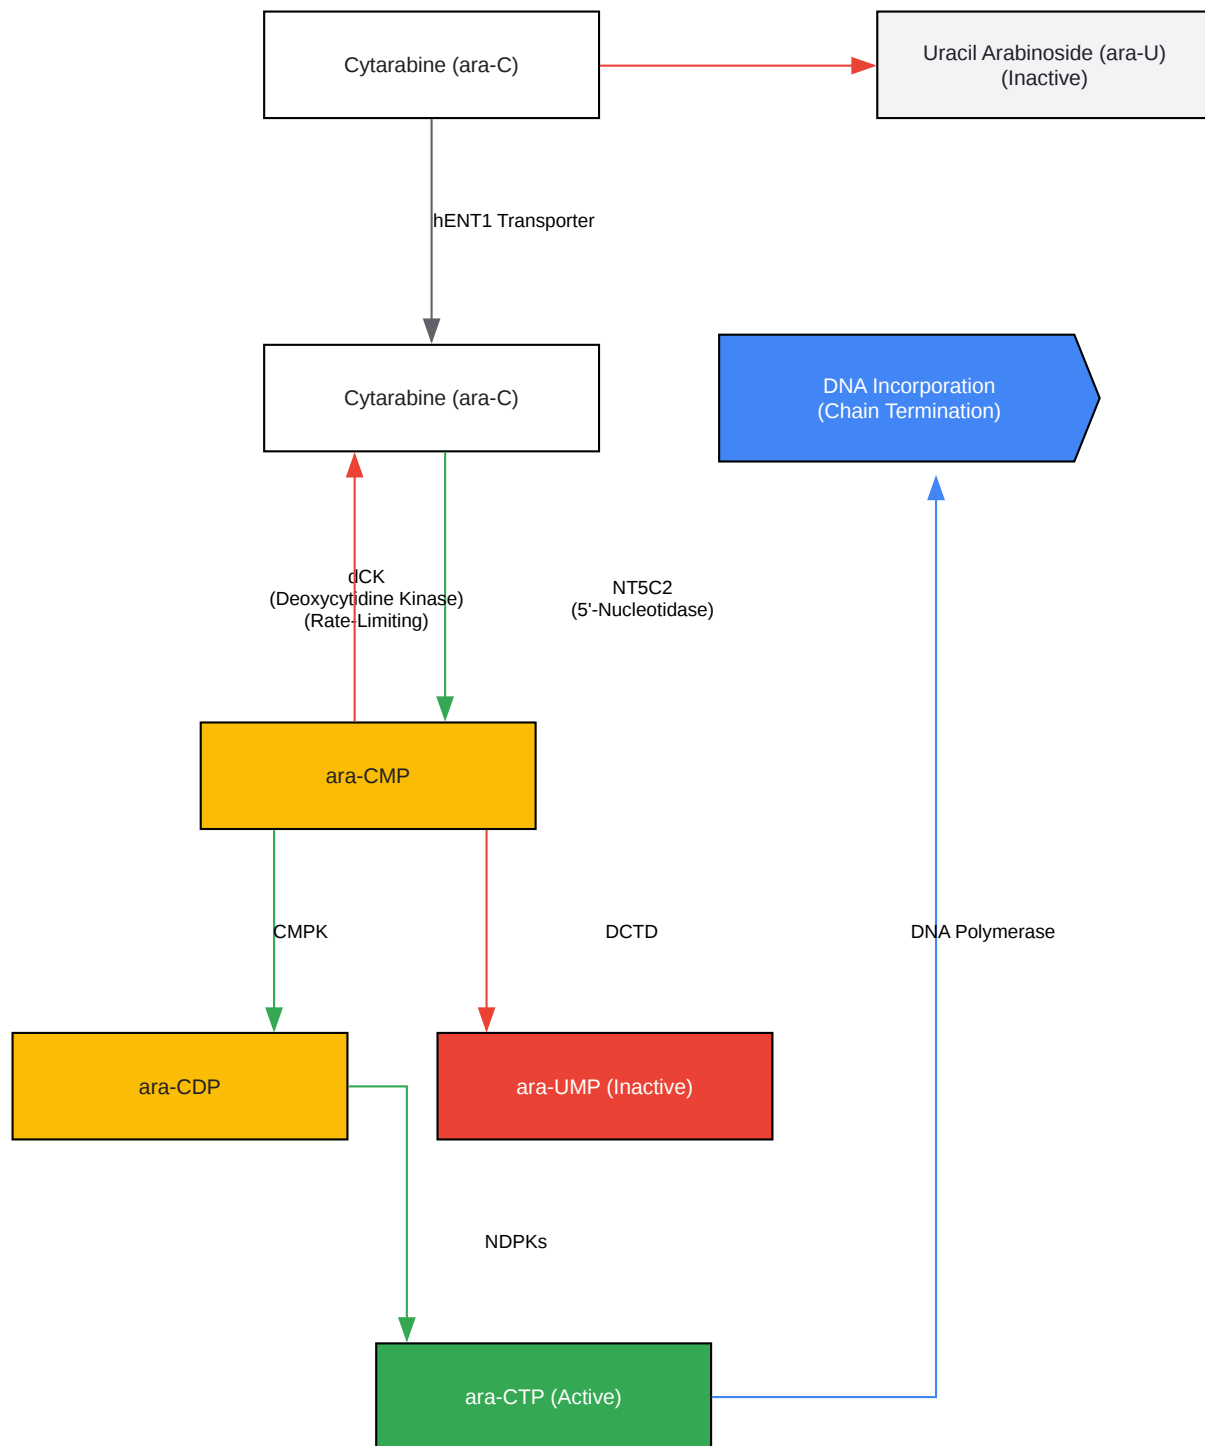 Cytarabine (ara-C)
Uracil Arabinoside (ara-U)
(Inactive)
hENT1 Transporter
Cytarabine (ara-C)
DNA Incorporation
(Chain Termination)
dCK
(Deoxycytidine Kinase)
(Rate-Limiting)
NT5C2
(5'-Nucleotidase)
ara-CMP
CMPK
DCTD
DNA Polymerase
ara-CDP
ara-UMP (Inactive)
NDPKs
ara-CTP (Active)